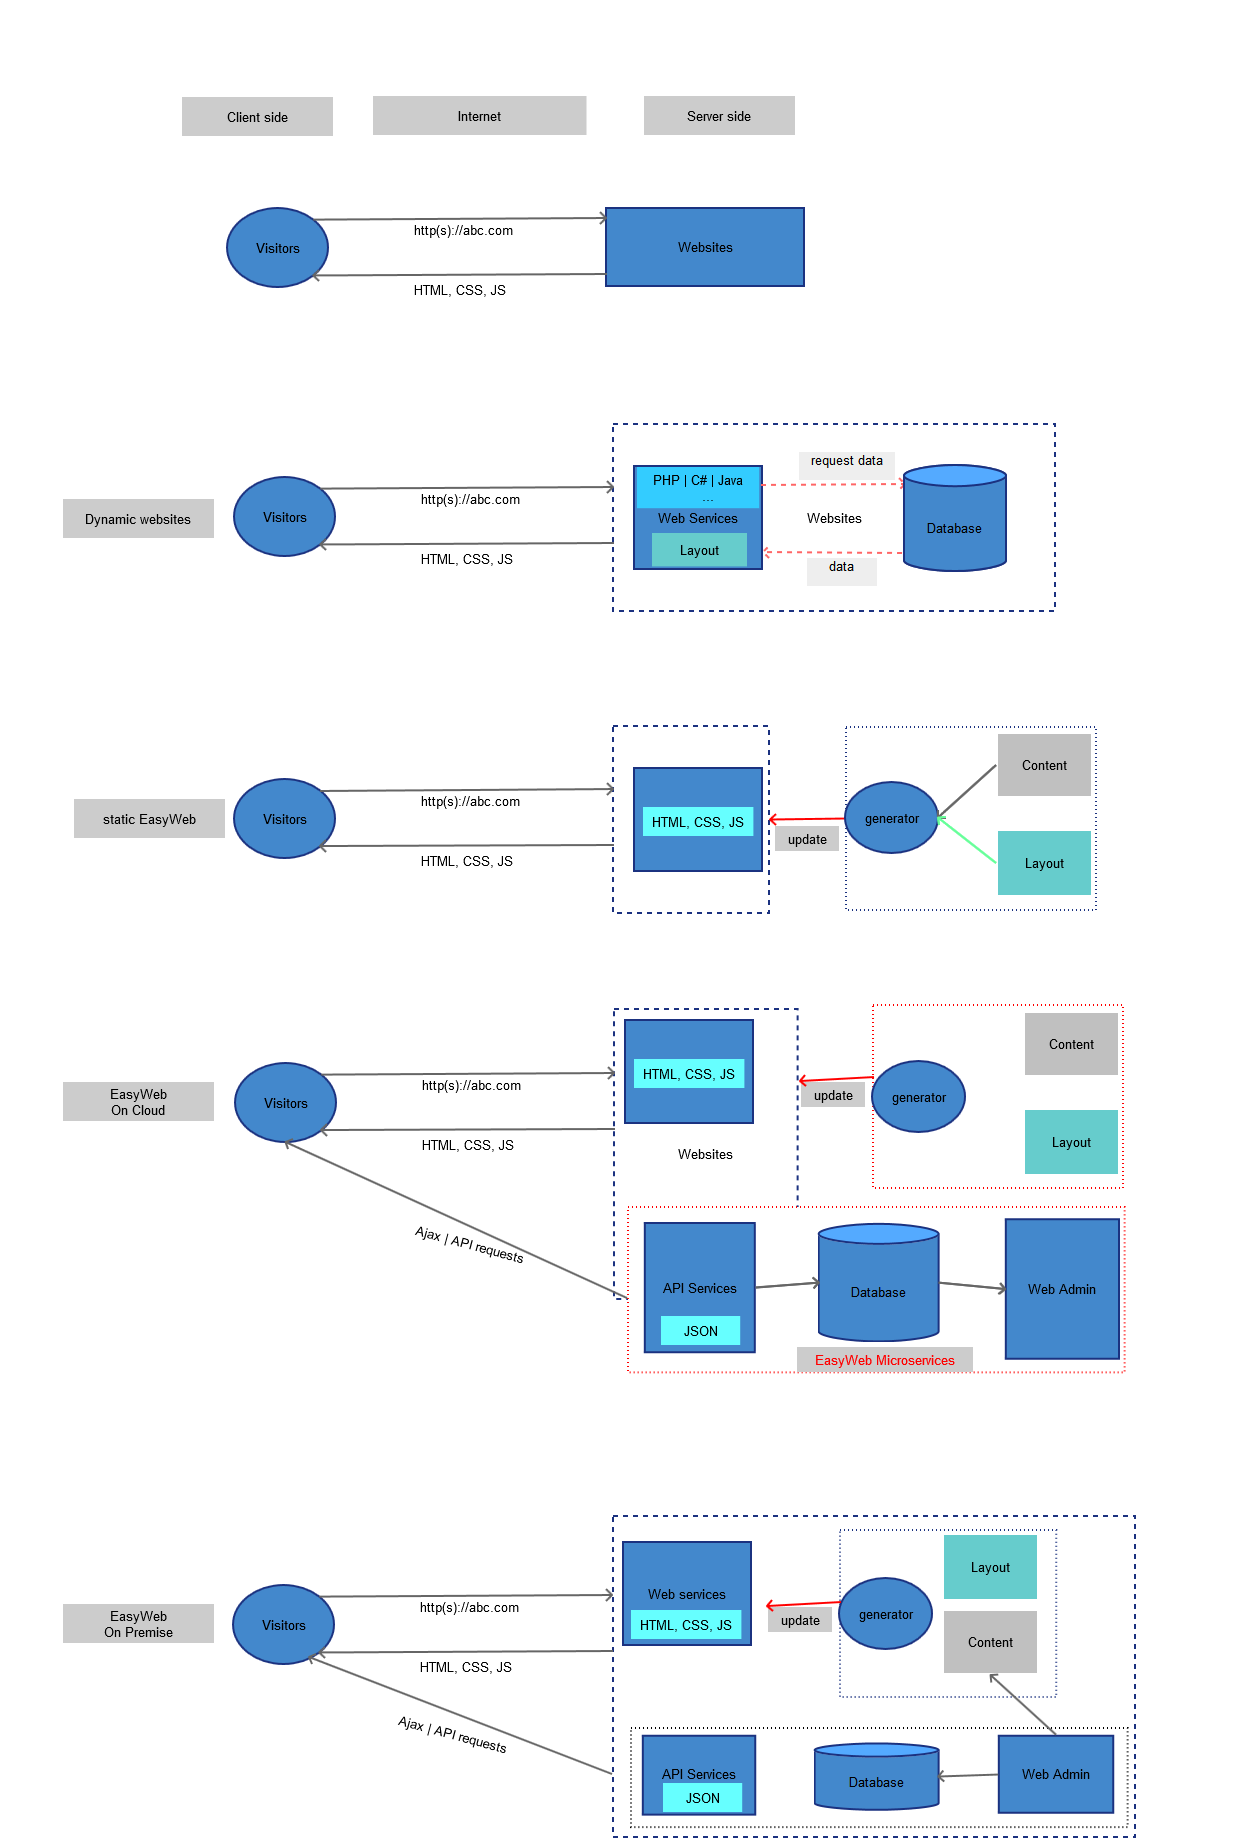 Client side
Internet
Server side
Visitors
http(s)://abc.com
HTML, CSS, JS
Websites
Dynamic websites
Visitors
http(s)://abc.com
HTML, CSS, JS
PHP | C# | Java
...
Web Services
Layout
request data
Websites
data
Database
static EasyWeb
Visitors
http(s)://abc.com
HTML, CSS, JS
HTML, CSS, JS
update
generator
Content
Layout
EasyWeb
On Cloud
Visitors
http(s)://abc.com
HTML, CSS, JS
Ajax | API requests
HTML, CSS, JS
Websites
update
generator
Content
Layout
API Services
JSON
Database
Web Admin
EasyWeb Microservices
EasyWeb
On Premise
Visitors
http(s)://abc.com
HTML, CSS, JS
Ajax | API requests
Web services
HTML, CSS, JS
update
generator
Layout
Content
API Services
JSON
Database
Web Admin